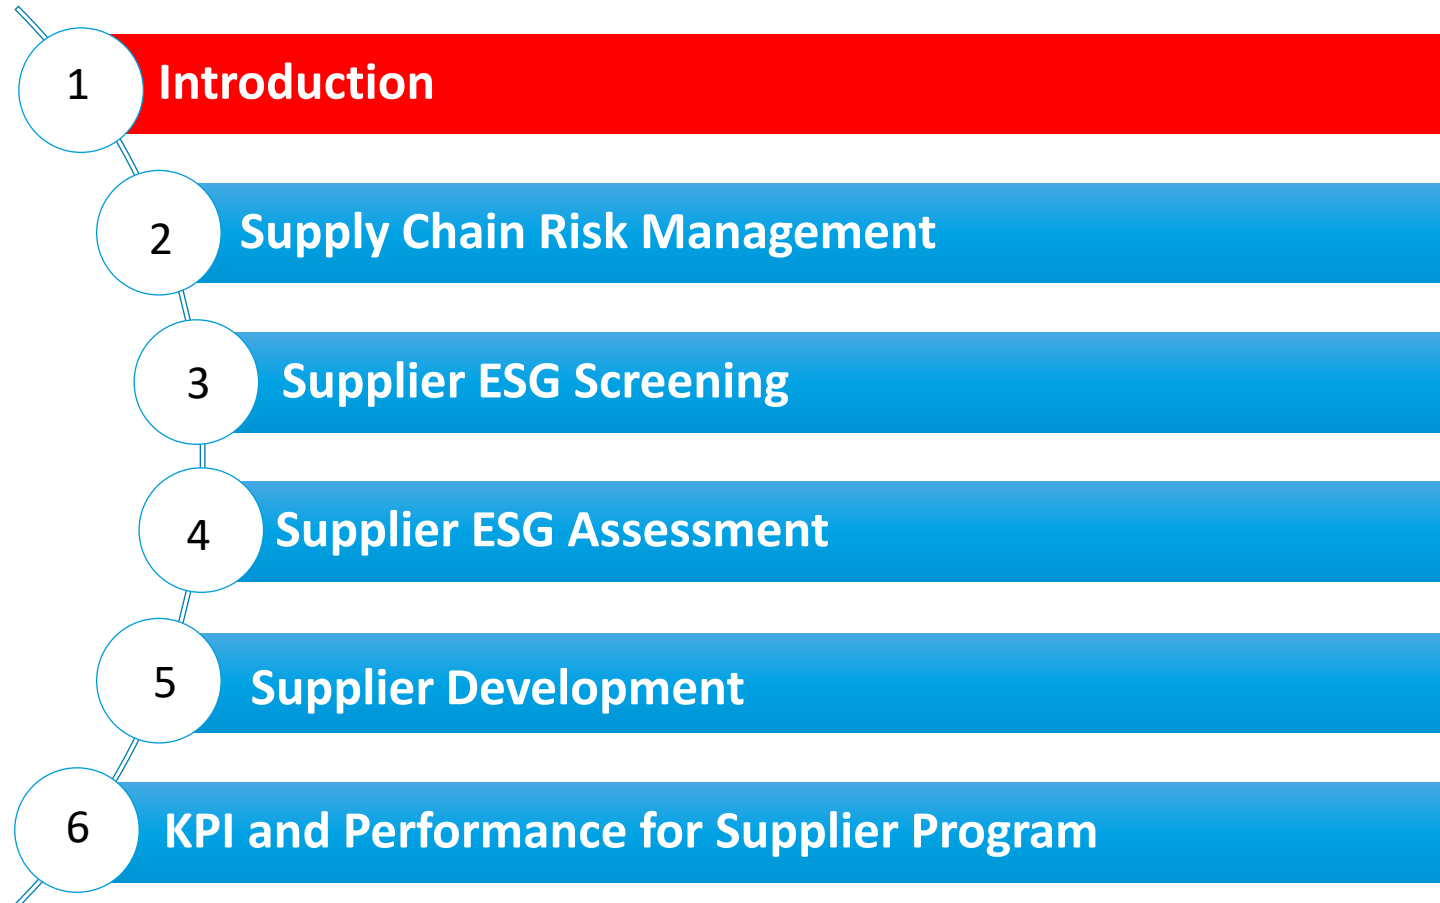 1 Introduction
2 Supply Chain Risk Management
3 Supplier ESG Screening
4 Supplier ESG Assessment
5 Supplier Development
6 KPI and Performance for Supplier Program